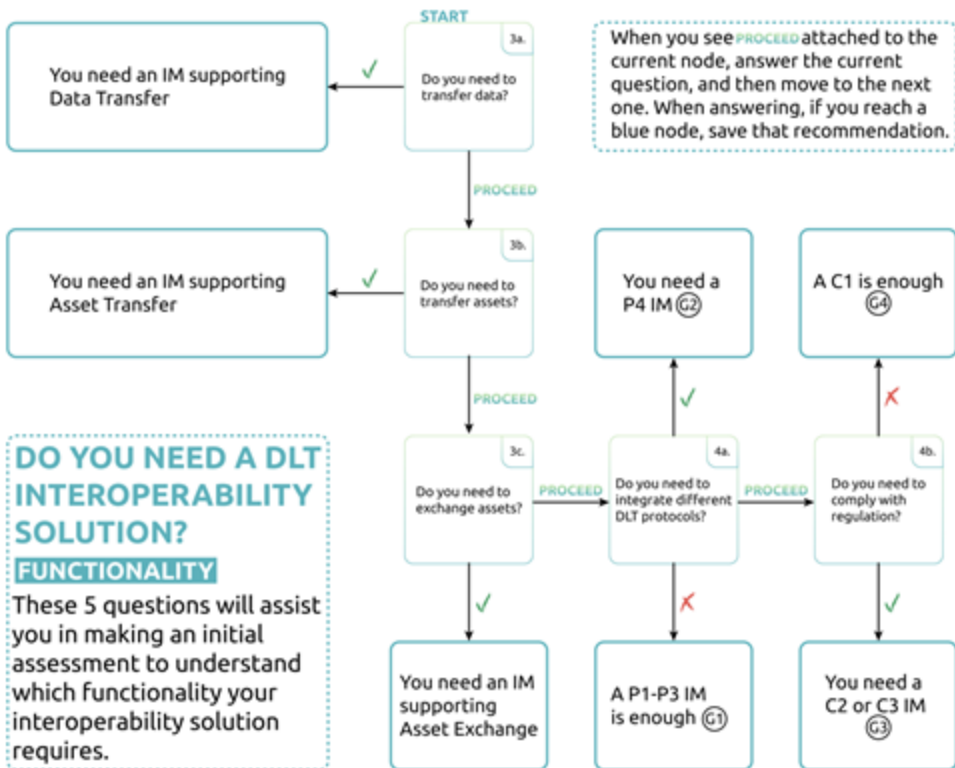 START
3a.
Do you need to
transfer data?
You need an IM supporting
Data Transfer
When you see PROCEED attached to the
current node, answer the current
question, and then move to the next
one. When answering, if you reach a
blue node, save that recommendation.
PROCEED
3b.
Do you need to
transfer assets?
You need an IM supporting
Asset Transfer
You need a
P4 IM G2
A C1 is enough
G4
PROCEED
DO YOU NEED A DLT
INTEROPERABILITY
SOLUTION?
FUNCTIONALITY
These 5 questions will assist
you in making an initial
assessment to understand
which functionality your
interoperability solution
requires.
3c.
Do you need to
exchange assets?
PROCEED
4a.
Do you need to
integrate different
DLT protocols?
PROCEED
4b.
Do you need to
comply with
regulation?
You need an IM
supporting
Asset Exchange
A P1-P3 IM
is enough G1
You need a
C2 or C3 IM
G3